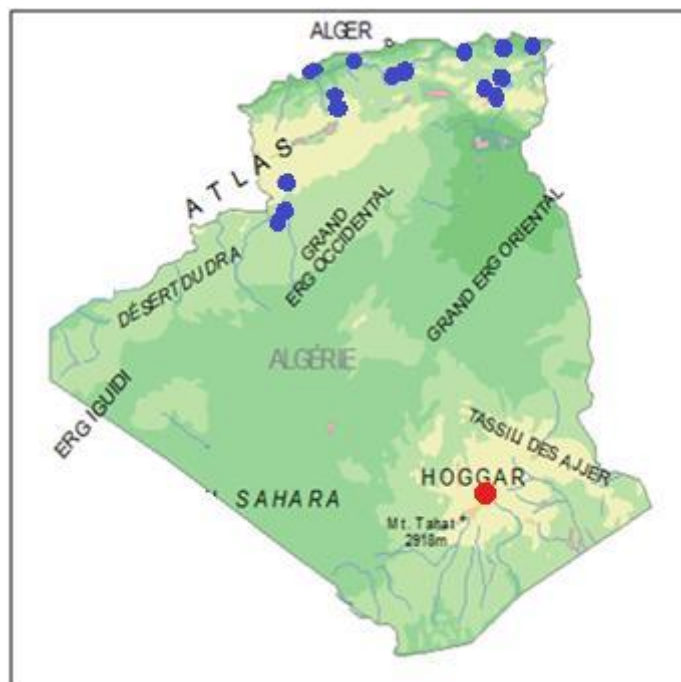 ALGER
ATLAS
GRAND
ERG OCCIDENTAL
DÉSERT DU DRA
GRAND ERG ORIENTAL
ALGÉRIE
ERG IGUIDI
TASSILI DES AJJER
HOGGAR
SAHARA
Mt. Tahat
2918m